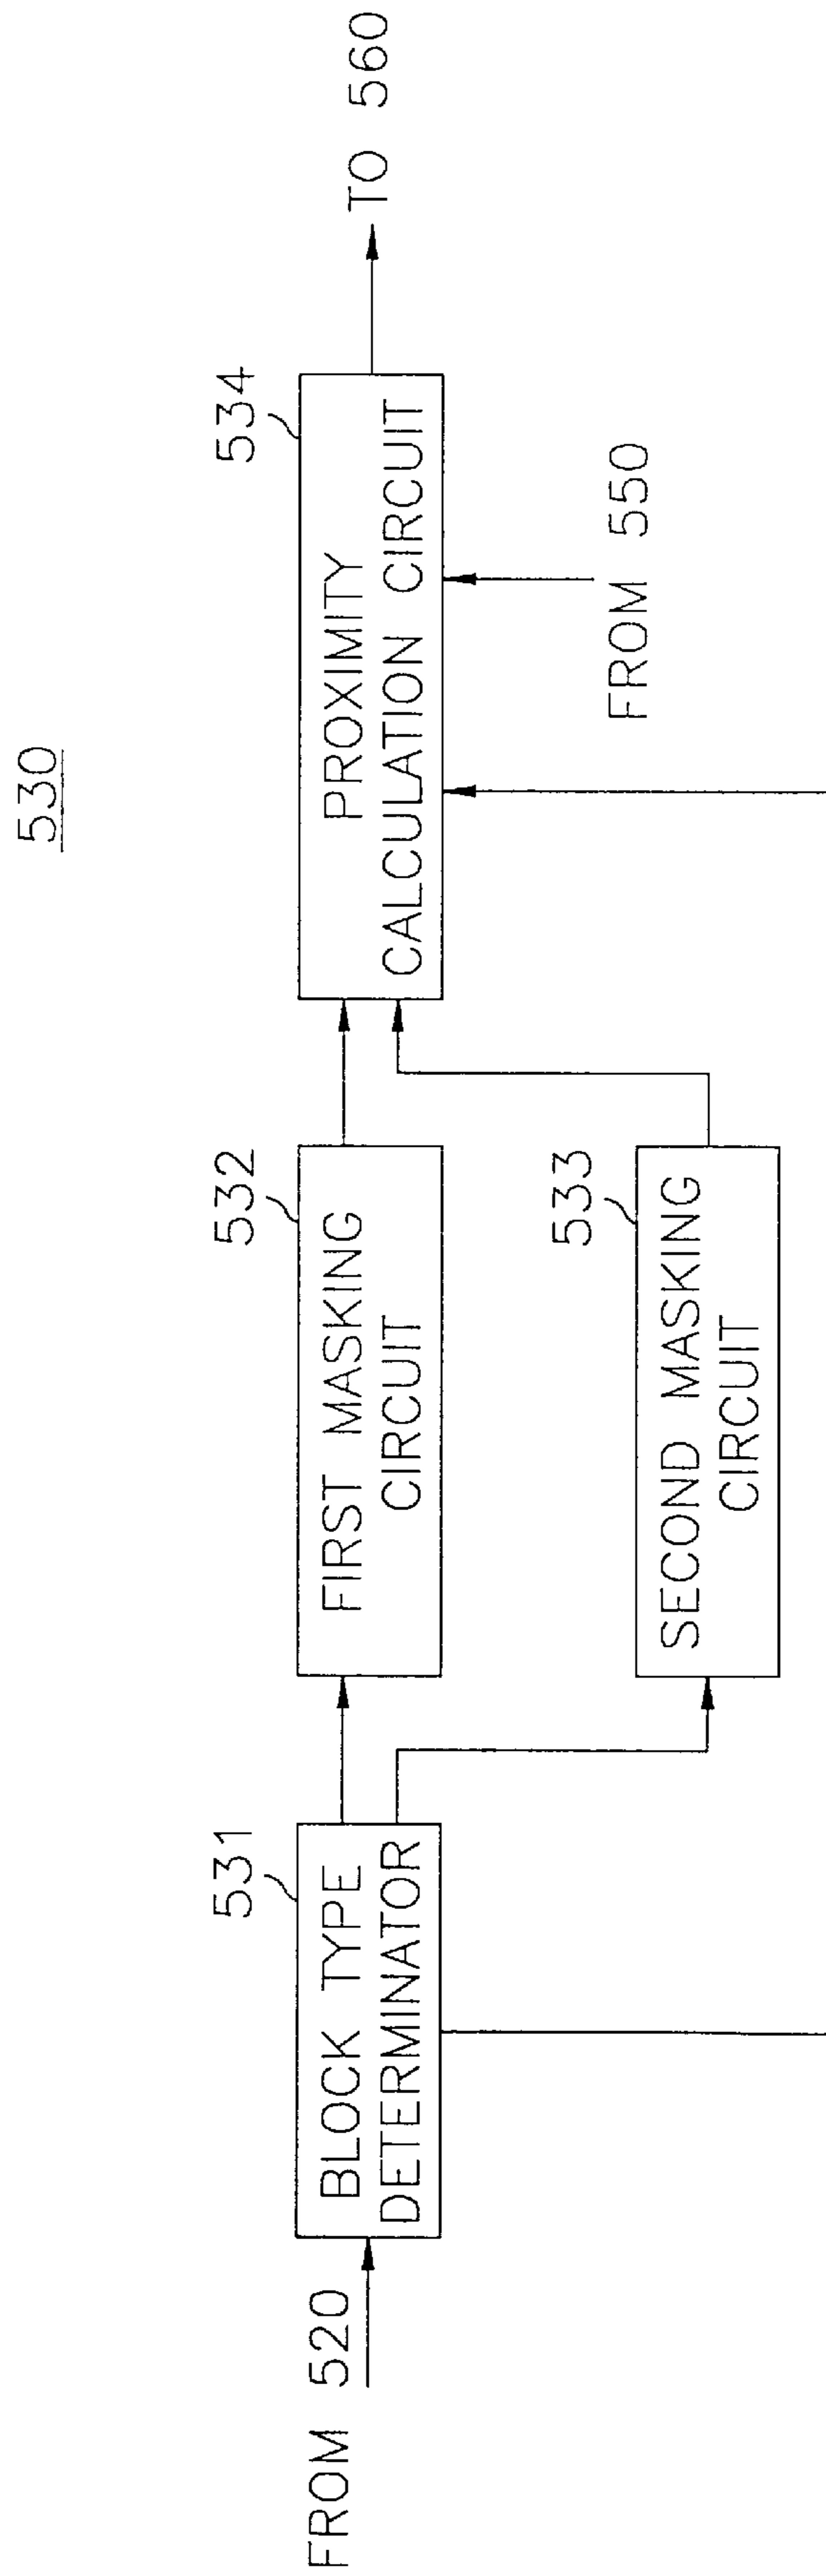 530
FROM 520
531
BLOCK TYPE
DETERMINATOR
532
FIRST MASKING
CIRCUIT
533
SECOND MASKING
CIRCUIT
534
PROXIMITY
CALCULATION CIRCUIT
FROM 550
TO 560